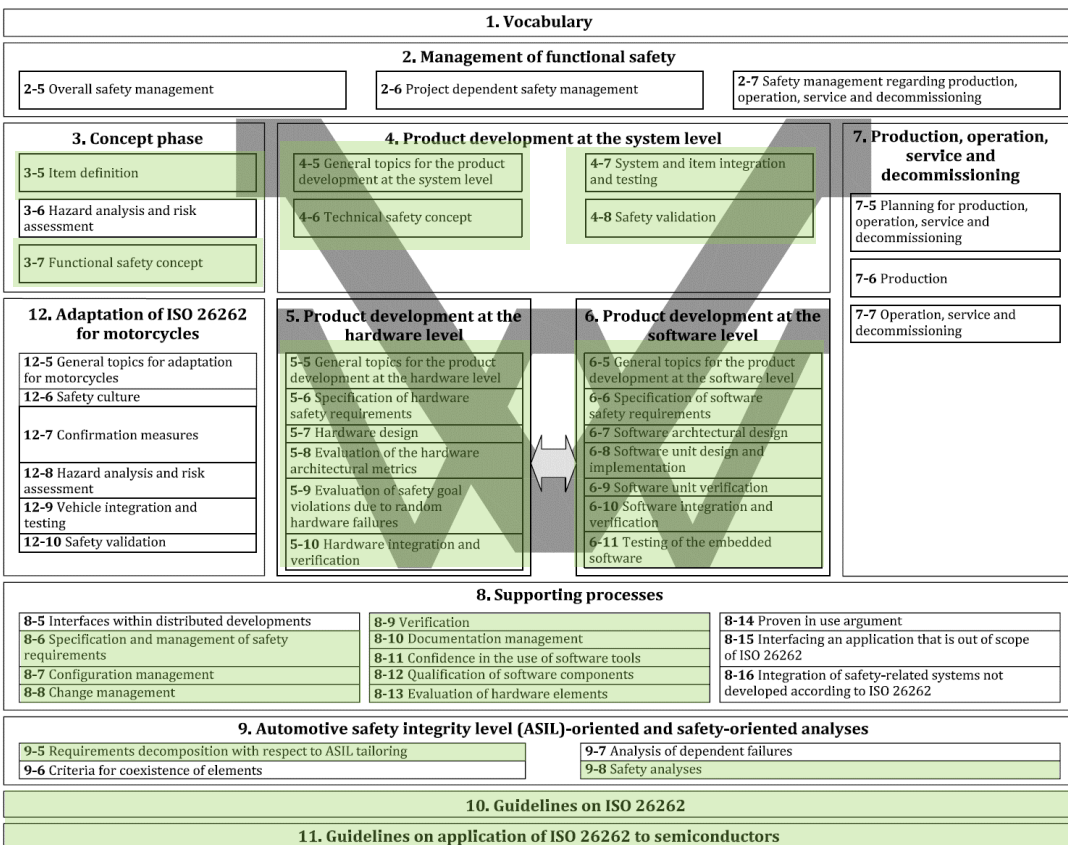 1. Vocabulary
2. Management of functional safety
2-5 Overall safety management
2-6 Project dependent safety management
2-7 Safety management regarding production,
operation, service and decommissioning
3. Concept phase
3-5 Item definition
3-6 Hazard analysis and risk
assessment
3-7 Functional safety concept
4. Product development at the system level
4-5 General topics for the product
development at the system level
4-6 Technical safety concept
4-7 System and item integration
and testing
4-8 Safety validation
7. Production, operation,
service and
decommissioning
7-5 Planning for production,
operation, service and
decommissioning
7-6 Production
7-7 Operation, service and
decommissioning
12. Adaptation of ISO 26262
for motorcycles
12-5 General topics for adaptation
for motorcycles
12-6 Safety culture
12-7 Confirmation measures
12-8 Hazard analysis and risk
assessment
12-9 Vehicle integration and
testing
12-10 Safety validation
5. Product development at the
hardware level
5-5 General topics for the product
development at the hardware level
5-6 Specification of hardware
safety requirements
5-7 Hardware design
5-8 Evaluation of the hardware
architectural metrics
5-9 Evaluation of safety goal
violations due to random
hardware failures
5-10 Hardware integration and
verification
6. Product development at the
software level
6-5 General topics for the product
development at the software level
6-6 Specification of software
safety requirements
6-7 Software archtectural design
6-8 Software unit design and
implementation
6-9 Software unit verification
6-10 Software integration and
verification
6-11 Testing of the embedded
software
8. Supporting processes
8-5 Interfaces within distributed developments
8-6 Specification and management of safety
requirements
8-7 Configuration management
8-8 Change management
8-9 Verification
8-10 Documentation management
8-11 Confidence in the use of software tools
8-12 Qualification of software components
8-13 Evaluation of hardware elements
8-14 Proven in use argument
8-15 Interfacing an application that is out of scope
of ISO 26262
8-16 Integration of safety-related systems not
developed according to ISO 26262
9. Automotive safety integrity level (ASIL)-oriented and safety-oriented analyses
9-5 Requirements decomposition with respect to ASIL tailoring
9-6 Criteria for coexistence of elements
9-7 Analysis of dependent failures
9-8 Safety analyses
10. Guidelines on ISO 26262
11. Guidelines on application of ISO 26262 to semiconductors